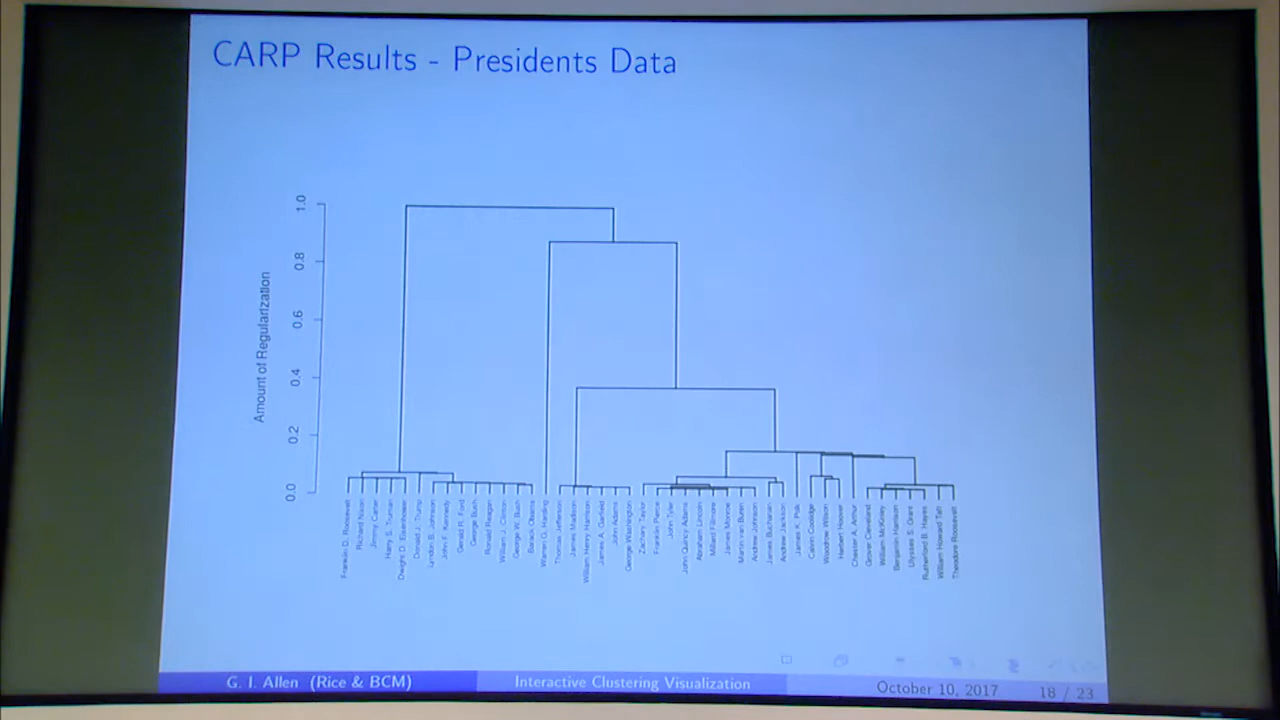 CARP Results - Presidents Data
Amount of Regularization
1.0
0.8
0.6
0.4
0.2
0.0
Franklin D. Roosevelt
Richard Nixon
Jimmy Carter
Harry S. Truman
Dwight D. Eisenhower
Donald J. Trump
Lyndon B. Johnson
John F. Kennedy
Gerald R. Ford
George Bush
Ronald Reagan
William J. Clinton
George W. Bush
Barack Obama
Warren G. Harding
Thomas Jefferson
James Madison
William Henry Harrison
James A. Garfield
John Adams
George Washington
Zachary Taylor
Franklin Pierce
John Tyler
John Quincy Adams
Abraham Lincoln
Millard Fillmore
James Monroe
Martin van Buren
Andrew Johnson
James Buchanan
Andrew Jackson
James K. Polk
Calvin Coolidge
Woodrow Wilson
Herbert Hoover
Chester A. Arthur
Grover Cleveland
William McKinley
Benjamin Harrison
Ulysses S. Grant
Rutherford B. Hayes
William Howard Taft
Theodore Roosevelt
G. I. Allen (Rice & BCM)
Interactive Clustering Visualization
October 10, 2017
18 / 23